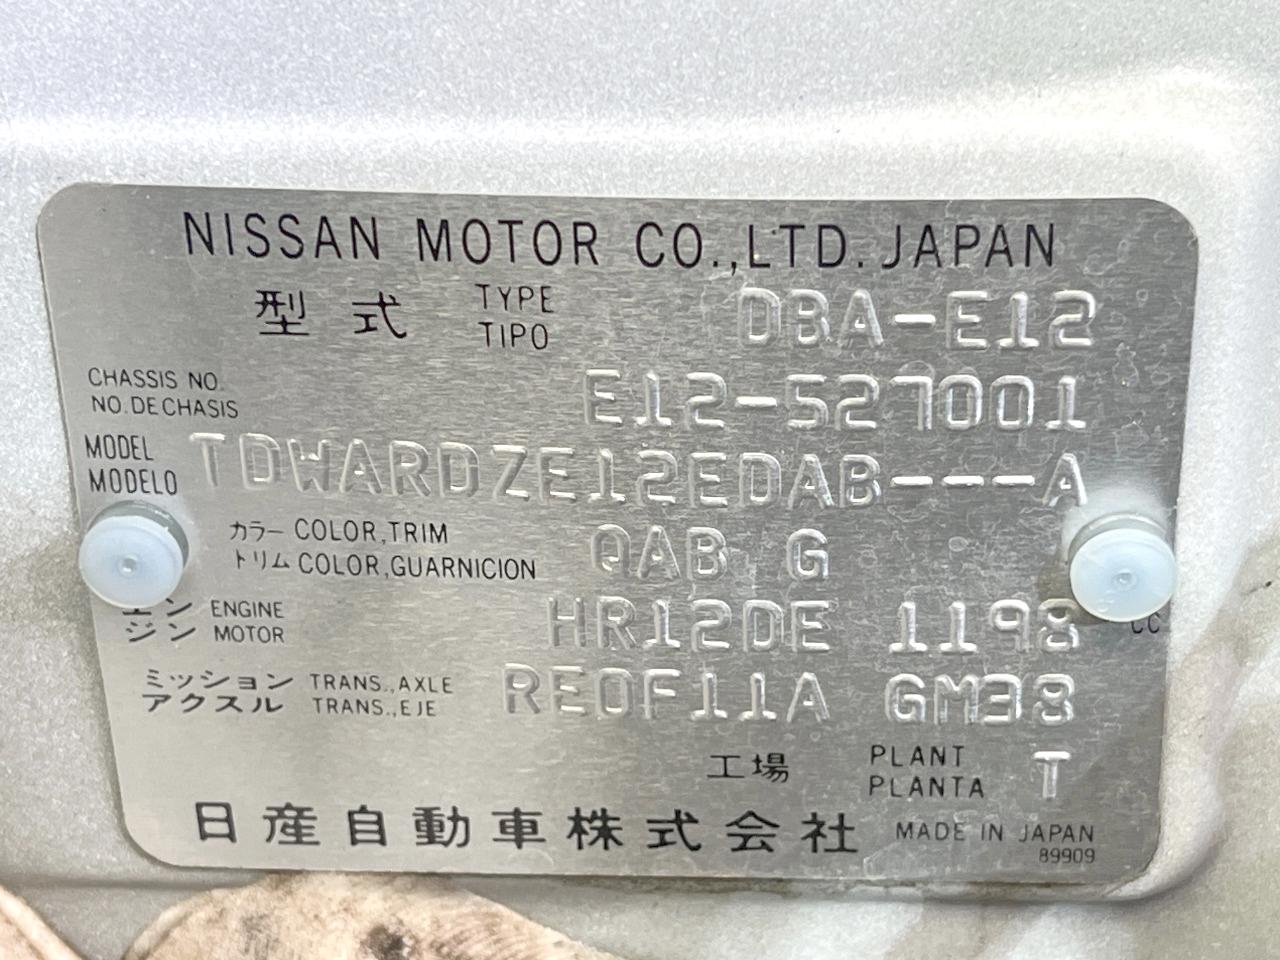 NISSAN MOTOR CO.,LTD. JAPAN
型式 TYPE DBA-E12
TIPO
CHASSIS NO. E12-527001
NO. DE CHASIS
MODEL TDWARDZE12EDAB---A
MODELO
カラー COLOR,TRIM QAB G
トリム COLOR,GUARNICION
エン ENGINE HR12DE 1198 CC
ジン MOTOR
ミッション TRANS.,AXLE RE0F11A GM38
アクスル TRANS.,EJE
工場 PLANT T
PLANTA
日産自動車株式会社 MADE IN JAPAN
89909